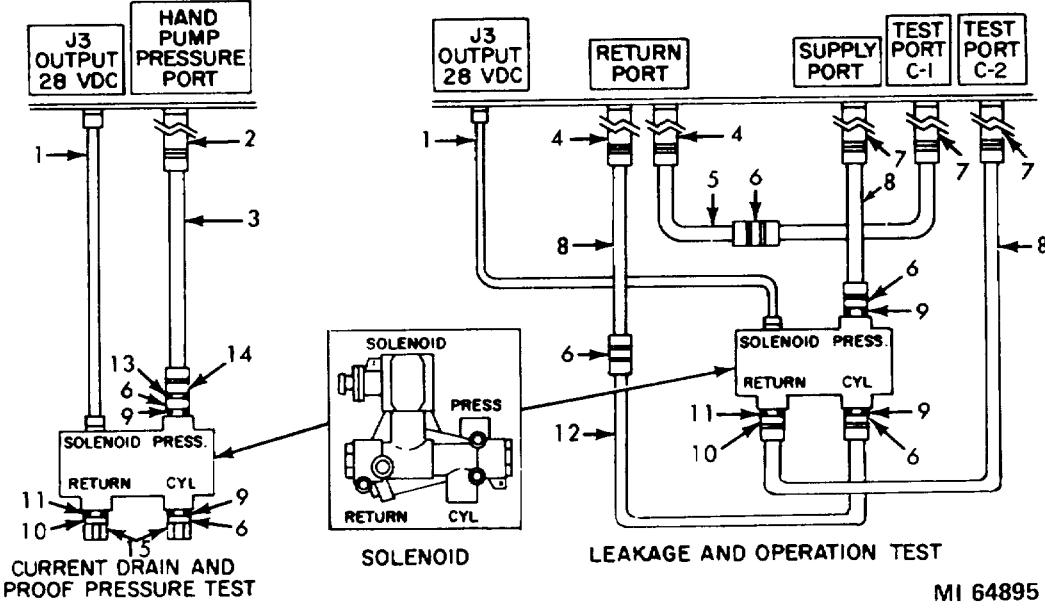 J3
OUTPUT
28 VDC
HAND
PUMP
PRESSURE
PORT
1
2
3
13
14
6
9
SOLENOID PRESS.
RETURN CYL
11
10
9
6
15
CURRENT DRAIN AND
PROOF PRESSURE TEST
SOLENOID
PRESS
RETURN CYL
SOLENOID
J3
OUTPUT
28 VDC
RETURN
PORT
SUPPLY
PORT
TEST
PORT
C-1
TEST
PORT
C-2
1
4
4
7
7
7
5
6
8
8
8
6
9
6
SOLENOID PRESS.
RETURN CYL
11
10
9
6
12
LEAKAGE AND OPERATION TEST
MI 64895